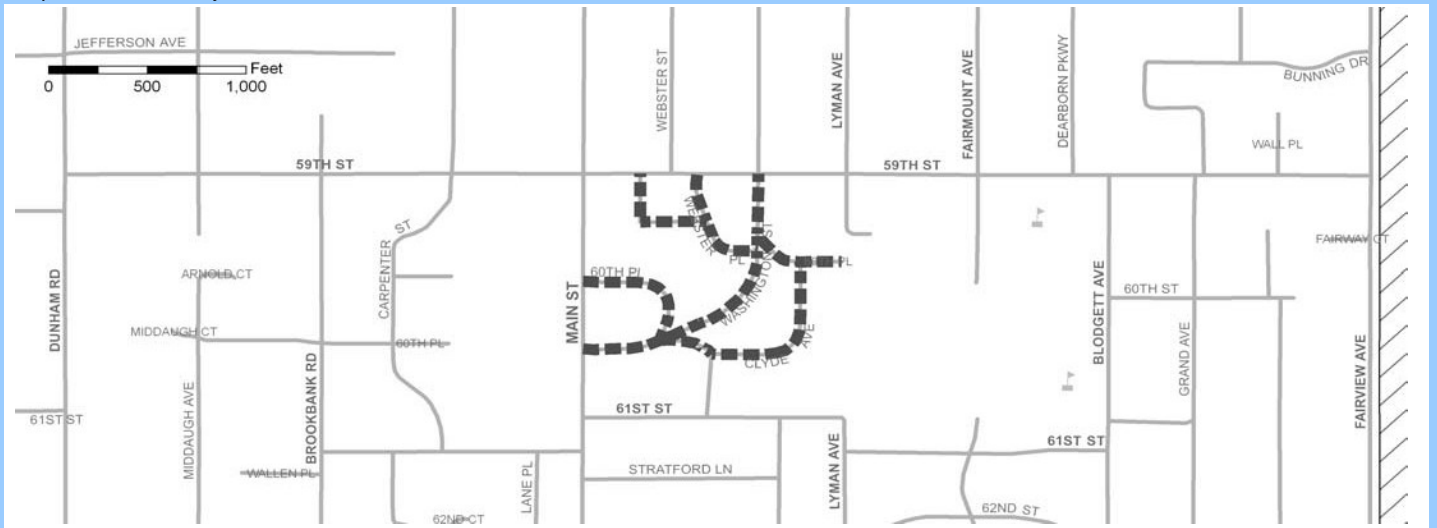 JEFFERSON AVE
Feet
0 500 1,000
WEBSTER ST
LYMAN AVE
FAIRMOUNT AVE
DEARBORN PKWY
BUNNING DR
WALL PL
59TH ST
59TH ST
CARPENTER ST
WEBSTER PL
WASHINGTON ST
PL
FAIRWAY CT
ARNOLD CT
60TH PL
60TH ST
DUNHAM RD
MAIN ST
BLODGETT AVE
MIDDAUGH CT
60TH PL
CLYDE AVE
GRAND AVE
FAIRVIEW AVE
MIDDAUGH AVE
BROOKBANK RD
61ST ST
61ST ST
61ST ST
LYMAN AVE
WALLEN PL
LANE PL
STRATFORD LN
62ND CT
62ND ST